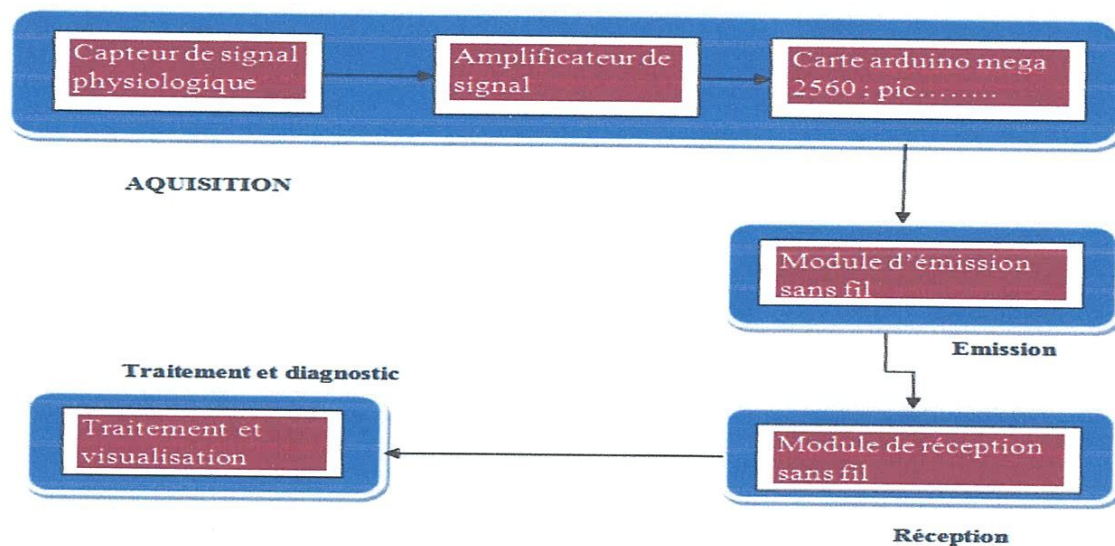 Capteur de signal
physiologique
Amplificateur de
signal
Carte arduino mega
2560 ; pic........
AQUISITION
Module d'émission
sans fil
Emission
Module de réception
sans fil
Réception
Traitement et diagnostic
Traitement et
visualisation